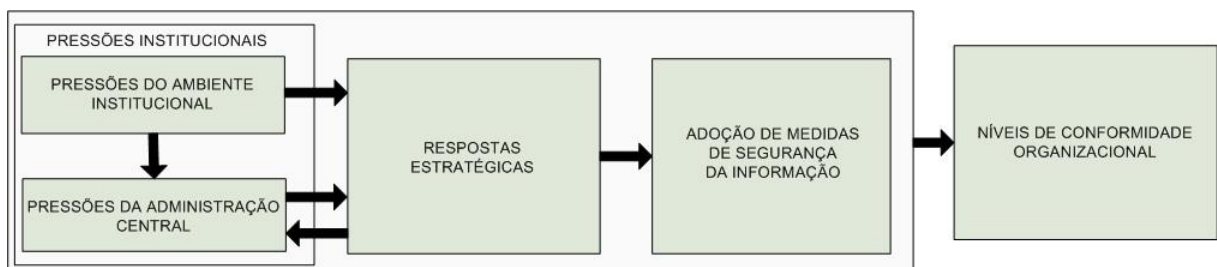 PRESSÕES INSTITUCIONAIS
PRESSÕES DO AMBIENTE
INSTITUCIONAL
PRESSÕES DA ADMINISTRAÇÃO
CENTRAL
RESPOSTAS
ESTRATÉGICAS
ADOÇÃO DE MEDIDAS
DE SEGURANÇA
DA INFORMAÇÃO
NÍVEIS DE CONFORMIDADE
ORGANIZACIONAL